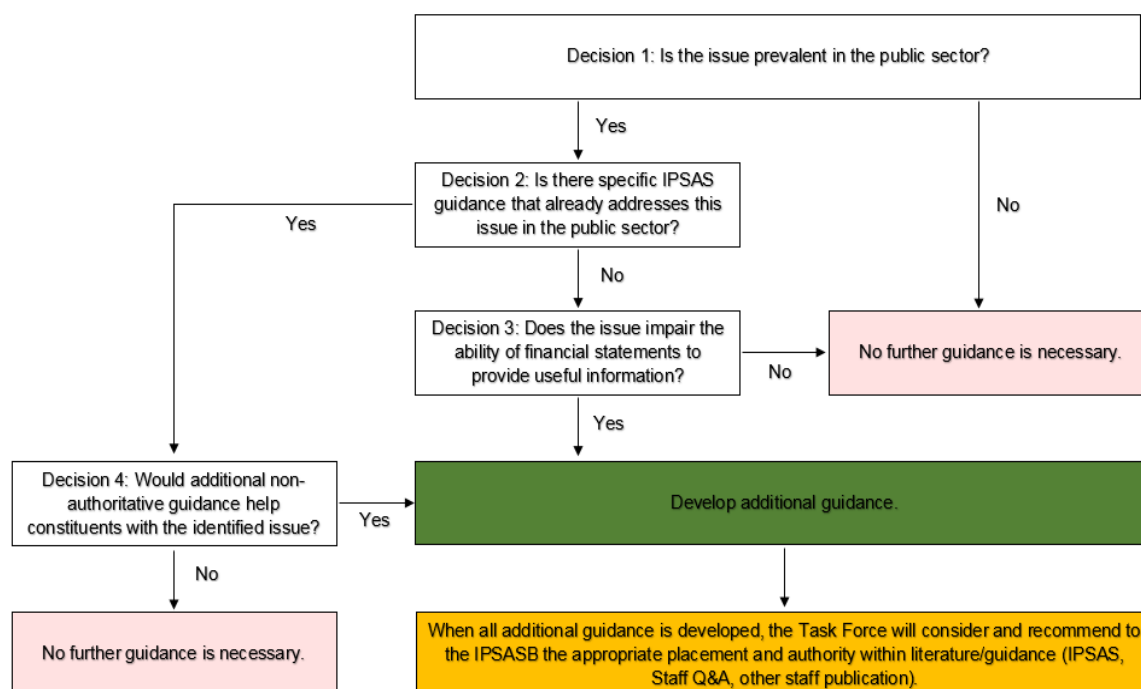 Decision 1: Is the issue prevalent in the public sector?
Yes
Decision 2: Is there specific IPSAS
guidance that already addresses this
issue in the public sector?
Yes
No
No
Decision 3: Does the issue impair the
ability of financial statements to
provide useful information?
No
No further guidance is necessary.
Yes
Decision 4: Would additional non-
authoritative guidance help
constituents with the identified issue?
Yes
Develop additional guidance.
No
No further guidance is necessary.
When all additional guidance is developed, the Task Force will consider and recommend to
the IPSASB the appropriate placement and authority within literature/guidance (IPSAS,
Staff Q&A, other staff publication).